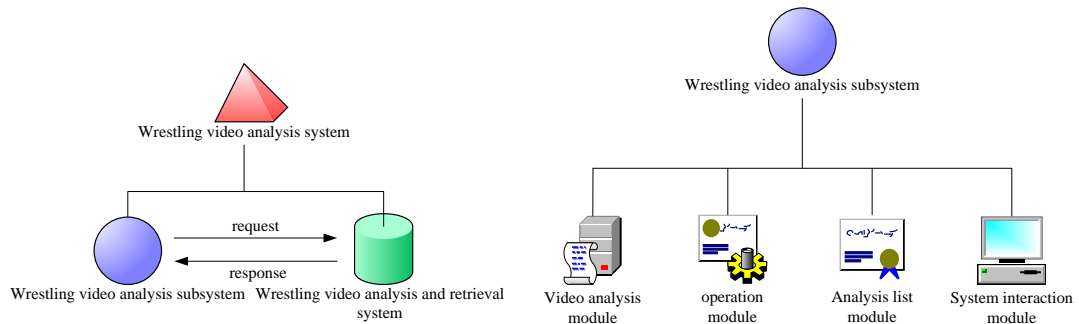 Wrestling video analysis system
request
response
Wrestling video analysis subsystem
Wrestling video analysis and retrieval
system
Wrestling video analysis subsystem
Video analysis
module
operation
module
Analysis list
module
System interaction
module